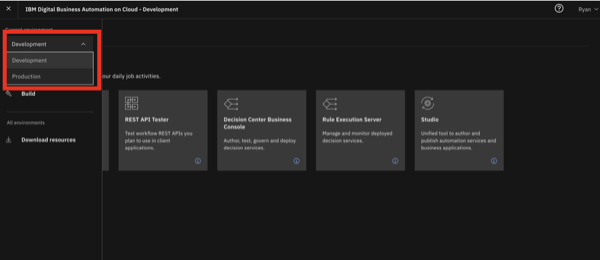 IBM Digital Business Automation on Cloud - Development
Ryan
Current environment
Development
Development
Production
our daily job activities.
Build
All environments
Download resources
REST API Tester
Test workflow REST APIs you
plan to use in client
applications.
Decision Center Business
Console
Author, test, govern and deploy
decision services.
Rule Execution Server
Manage and monitor deployed
decision services.
Studio
Unified tool to author and
publish automation services and
business applications.